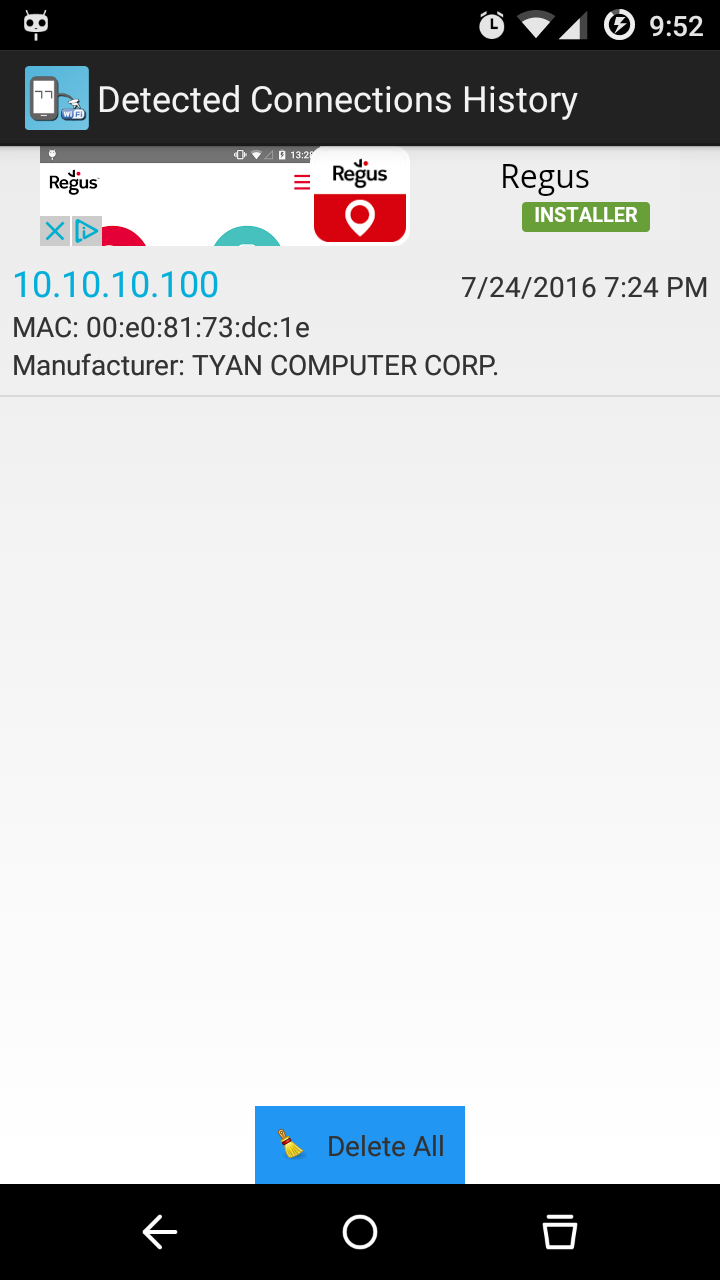 9:52
Detected Connections History
13:28
Regus
Regus
Regus
INSTALLER
10.10.10.100
7/24/2016 7:24 PM
MAC: 00:e0:81:73:dc:1e
Manufacturer: TYAN COMPUTER CORP.
Delete All